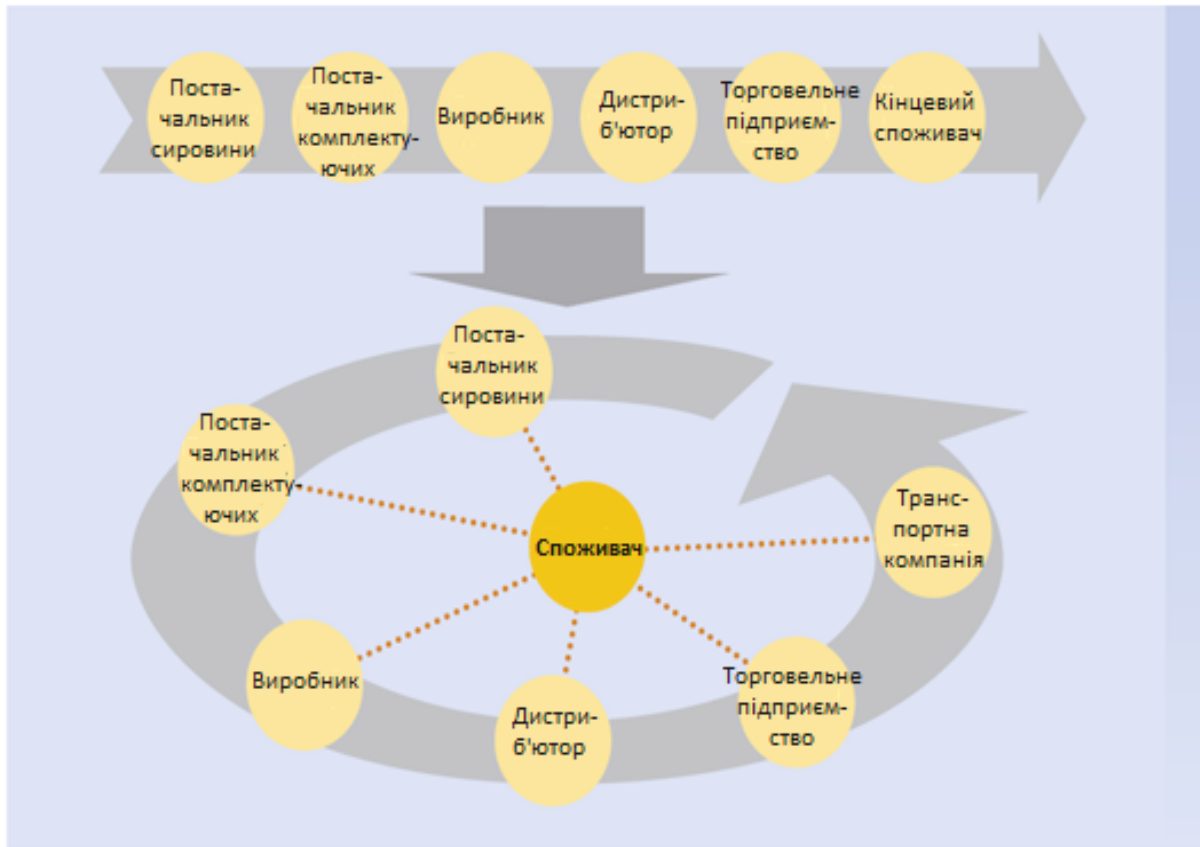 Поста-
чальник
сировини
Поста-
чальник
комплекту-
ючих
Виробник
Дистри-
б'ютор
Торговельне
підприєм-
ство
Кінцевий
споживач
Поста-
чальник
сировини
Поста-
чальник
комплекту-
ючих
Споживач
Транс-
портна
компанія
Виробник
Дистри-
б'ютор
Торговельне
підприєм-
ство